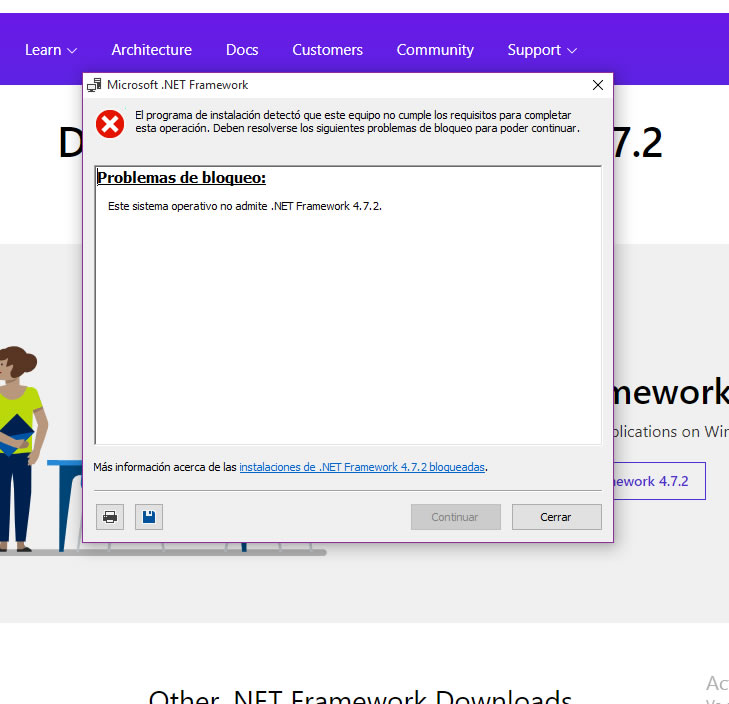 Learn Architecture Docs Customers Community Support
Microsoft .NET Framework
El programa de instalación detectó que este equipo no cumple los requisitos para completar
esta operación. Deben resolverse los siguientes problemas de bloqueo para poder continuar.
D
7.2
Problemas de bloqueo:
Este sistema operativo no admite .NET Framework 4.7.2.
mework
plications on Win
ework 4.7.2
Más información acerca de las instalaciones de .NET Framework 4.7.2 bloqueadas.
Continuar Cerrar
Other .NET Framework Downloads
Ac